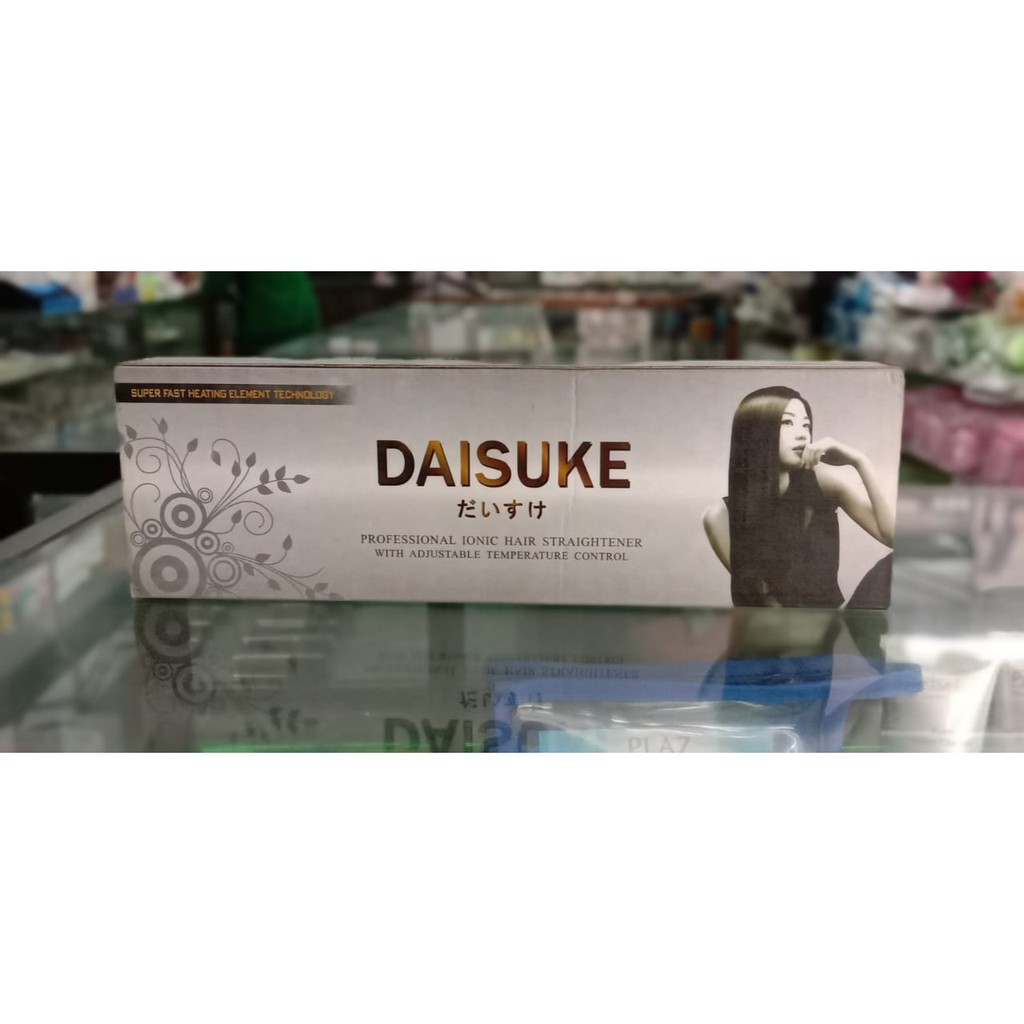 SUPER FAST HEATING ELEMENT TECHNOLOGY
DAISUKE
だいすけ
PROFESSIONAL IONIC HAIR STRAIGHTENER
WITH ADJUSTABLE TEMPERATURE CONTROL